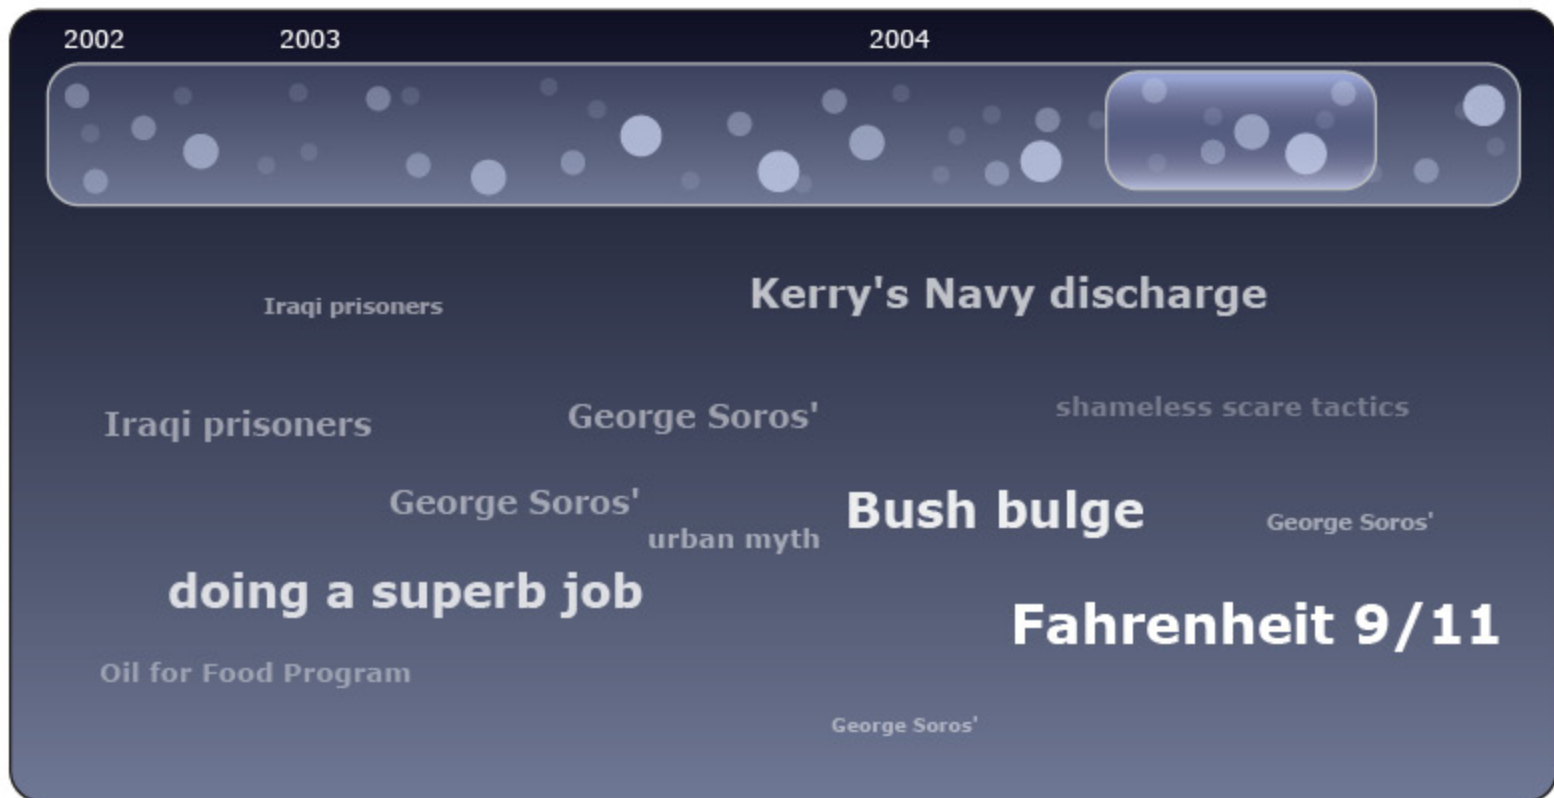 2002
2003
2004
Iraqi prisoners
Kerry's Navy discharge
Iraqi prisoners
George Soros'
shameless scare tactics
George Soros'
urban myth
Bush bulge
George Soros'
doing a superb job
Fahrenheit 9/11
Oil for Food Program
George Soros'